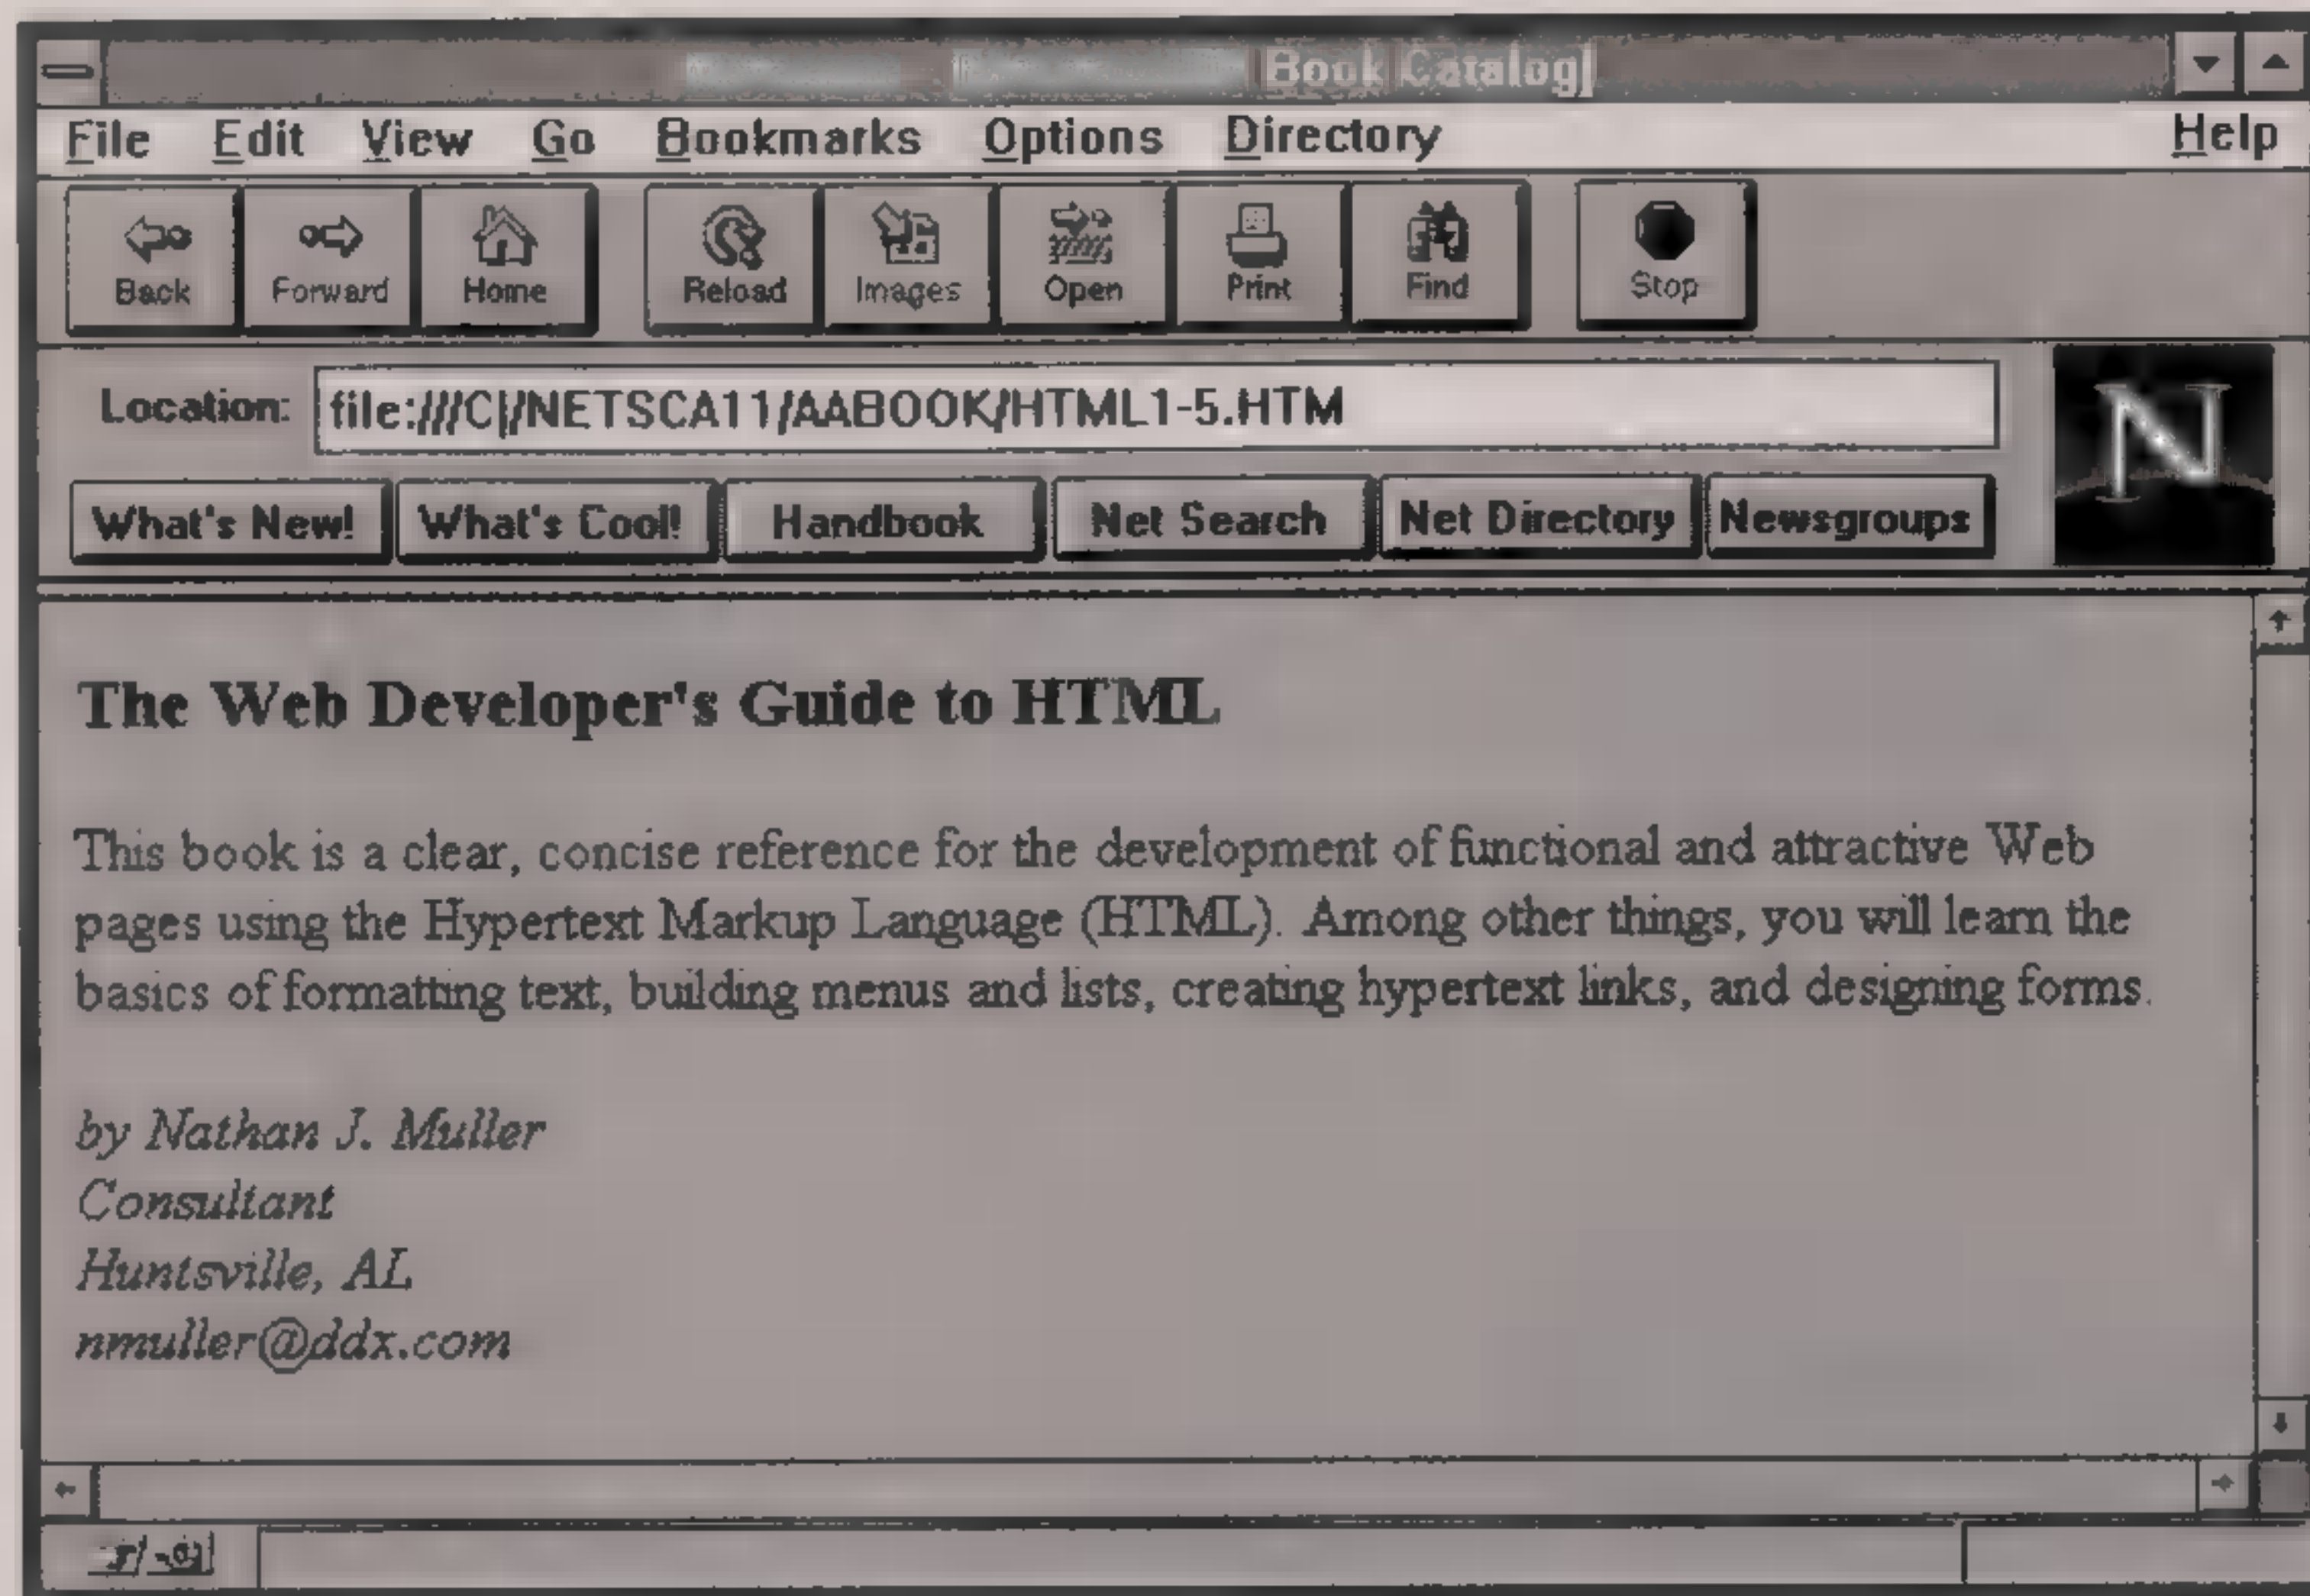 Book Catalog]
File Edit View Go Bookmarks Options Directory Help
Back Forward Home Reload Images Open Print Find Stop
Location: file:///C|/NETSCA11/AABOOK/HTML1-5.HTM
N
What's New! What's Cool! Handbook Net Search Net Directory Newsgroups
The Web Developer's Guide to HTML
This book is a clear, concise reference for the development of functional and attractive Web
pages using the Hypertext Markup Language (HTML). Among other things, you will learn the
basics of formatting text, building menus and lists, creating hypertext links, and designing forms.
by Nathan J. Muller
Consultant
Huntsville, AL
nmuller@ddx.com